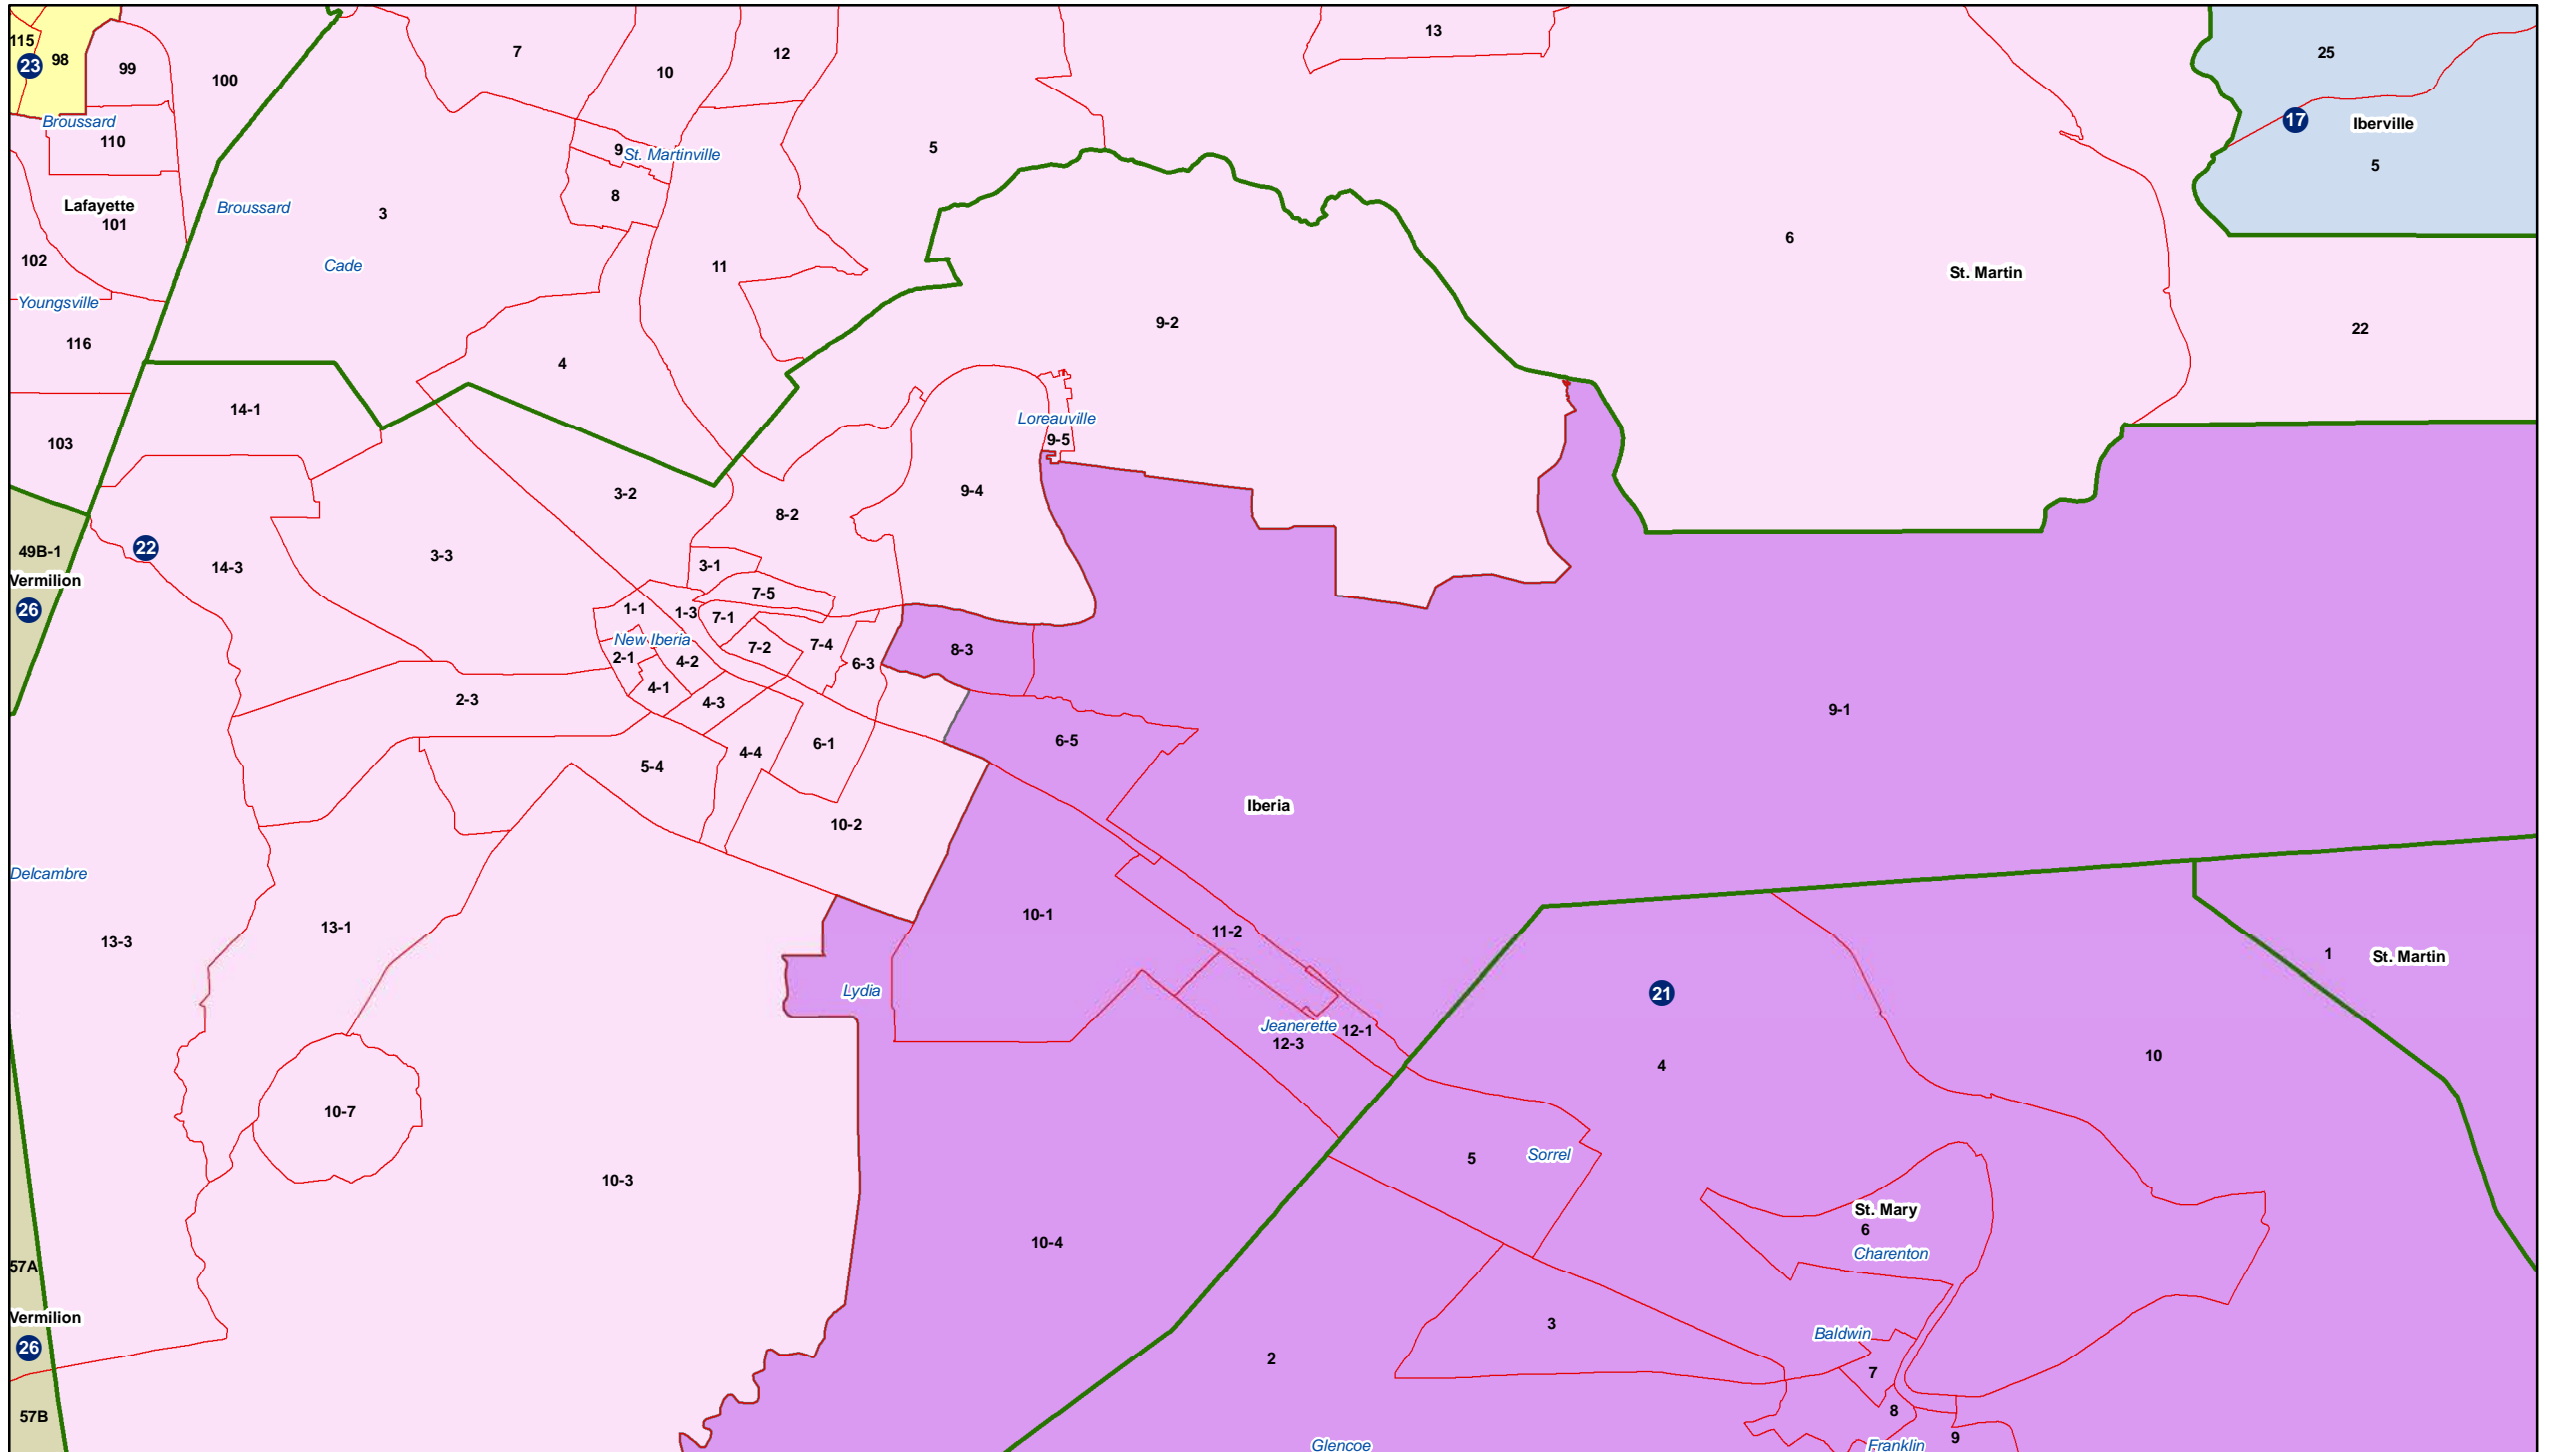 115
23
98
99
100
7
10
12
13
25
17
Iberville
5
Broussard
110
9
St. Martinville
8
5
Lafayette
101
Broussard
3
6
102
Cade
11
St. Martin
Youngsville
116
4
9-2
22
14-1
103
Loreauville
9-5
3-2
9-4
8-2
49B-1
22
14-3
3-3
3-1
Vermilion
26
7-5
1-1
1-3
7-1
New Iberia
7-2
7-4
2-1
4-2
6-3
8-3
4-1
2-3
4-3
9-1
6-5
6-1
4-4
5-4
Iberia
10-2
Delcambre
13-3
13-1
10-1
11-2
1
St. Martin
Lydia
21
Jeanerette
12-1
12-3
4
10
10-7
10-3
5
Sorrel
St. Mary
6
Charenton
10-4
57A
Vermilion
26
3
Baldwin
2
7
57B
8
9
Glencoe
Franklin